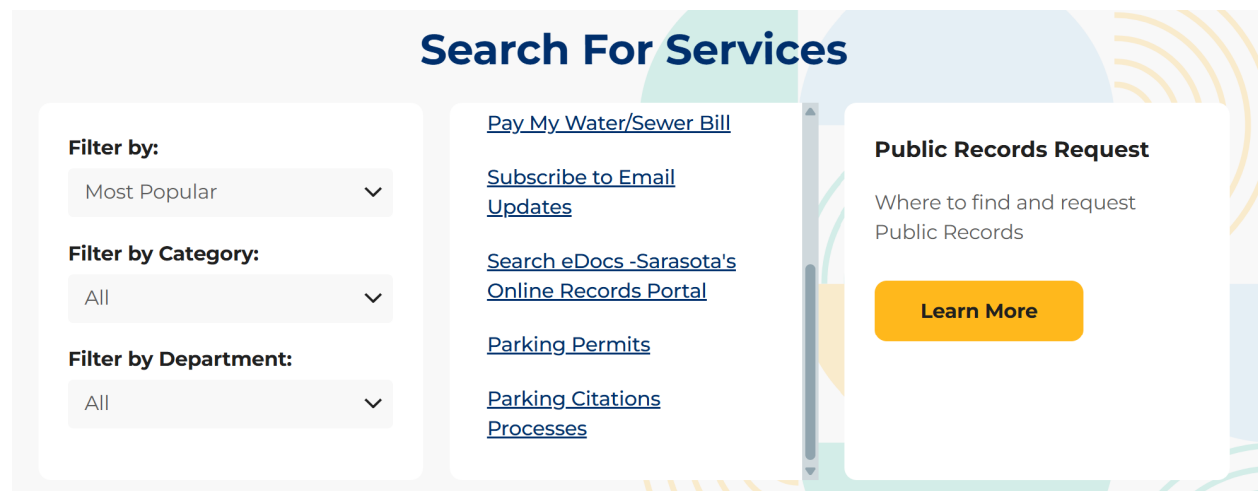 Search For Services
Filter by:
Most Popular
Filter by Category:
All
Filter by Department:
All
Pay My Water/Sewer Bill
Subscribe to Email
Updates
Search eDocs -Sarasota's
Online Records Portal
Parking Permits
Parking Citations
Processes
Public Records Request
Where to find and request
Public Records
Learn More